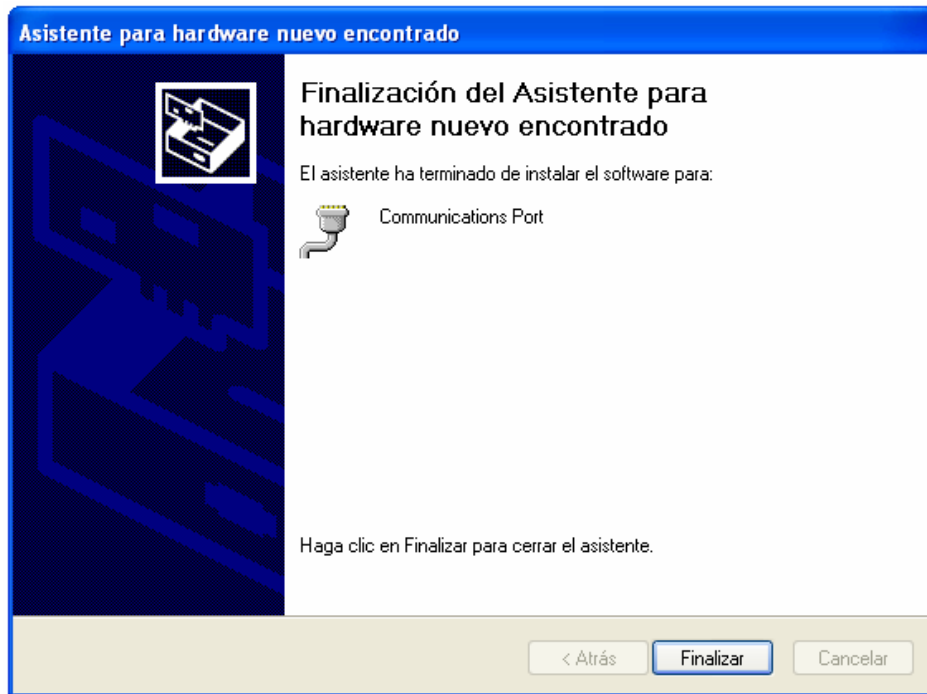 Asistente para hardware nuevo encontrado
Finalización del Asistente para
hardware nuevo encontrado
El asistente ha terminado de instalar el software para:
Communications Port
Haga clic en Finalizar para cerrar el asistente.
< Atrás
Finalizar
Cancelar